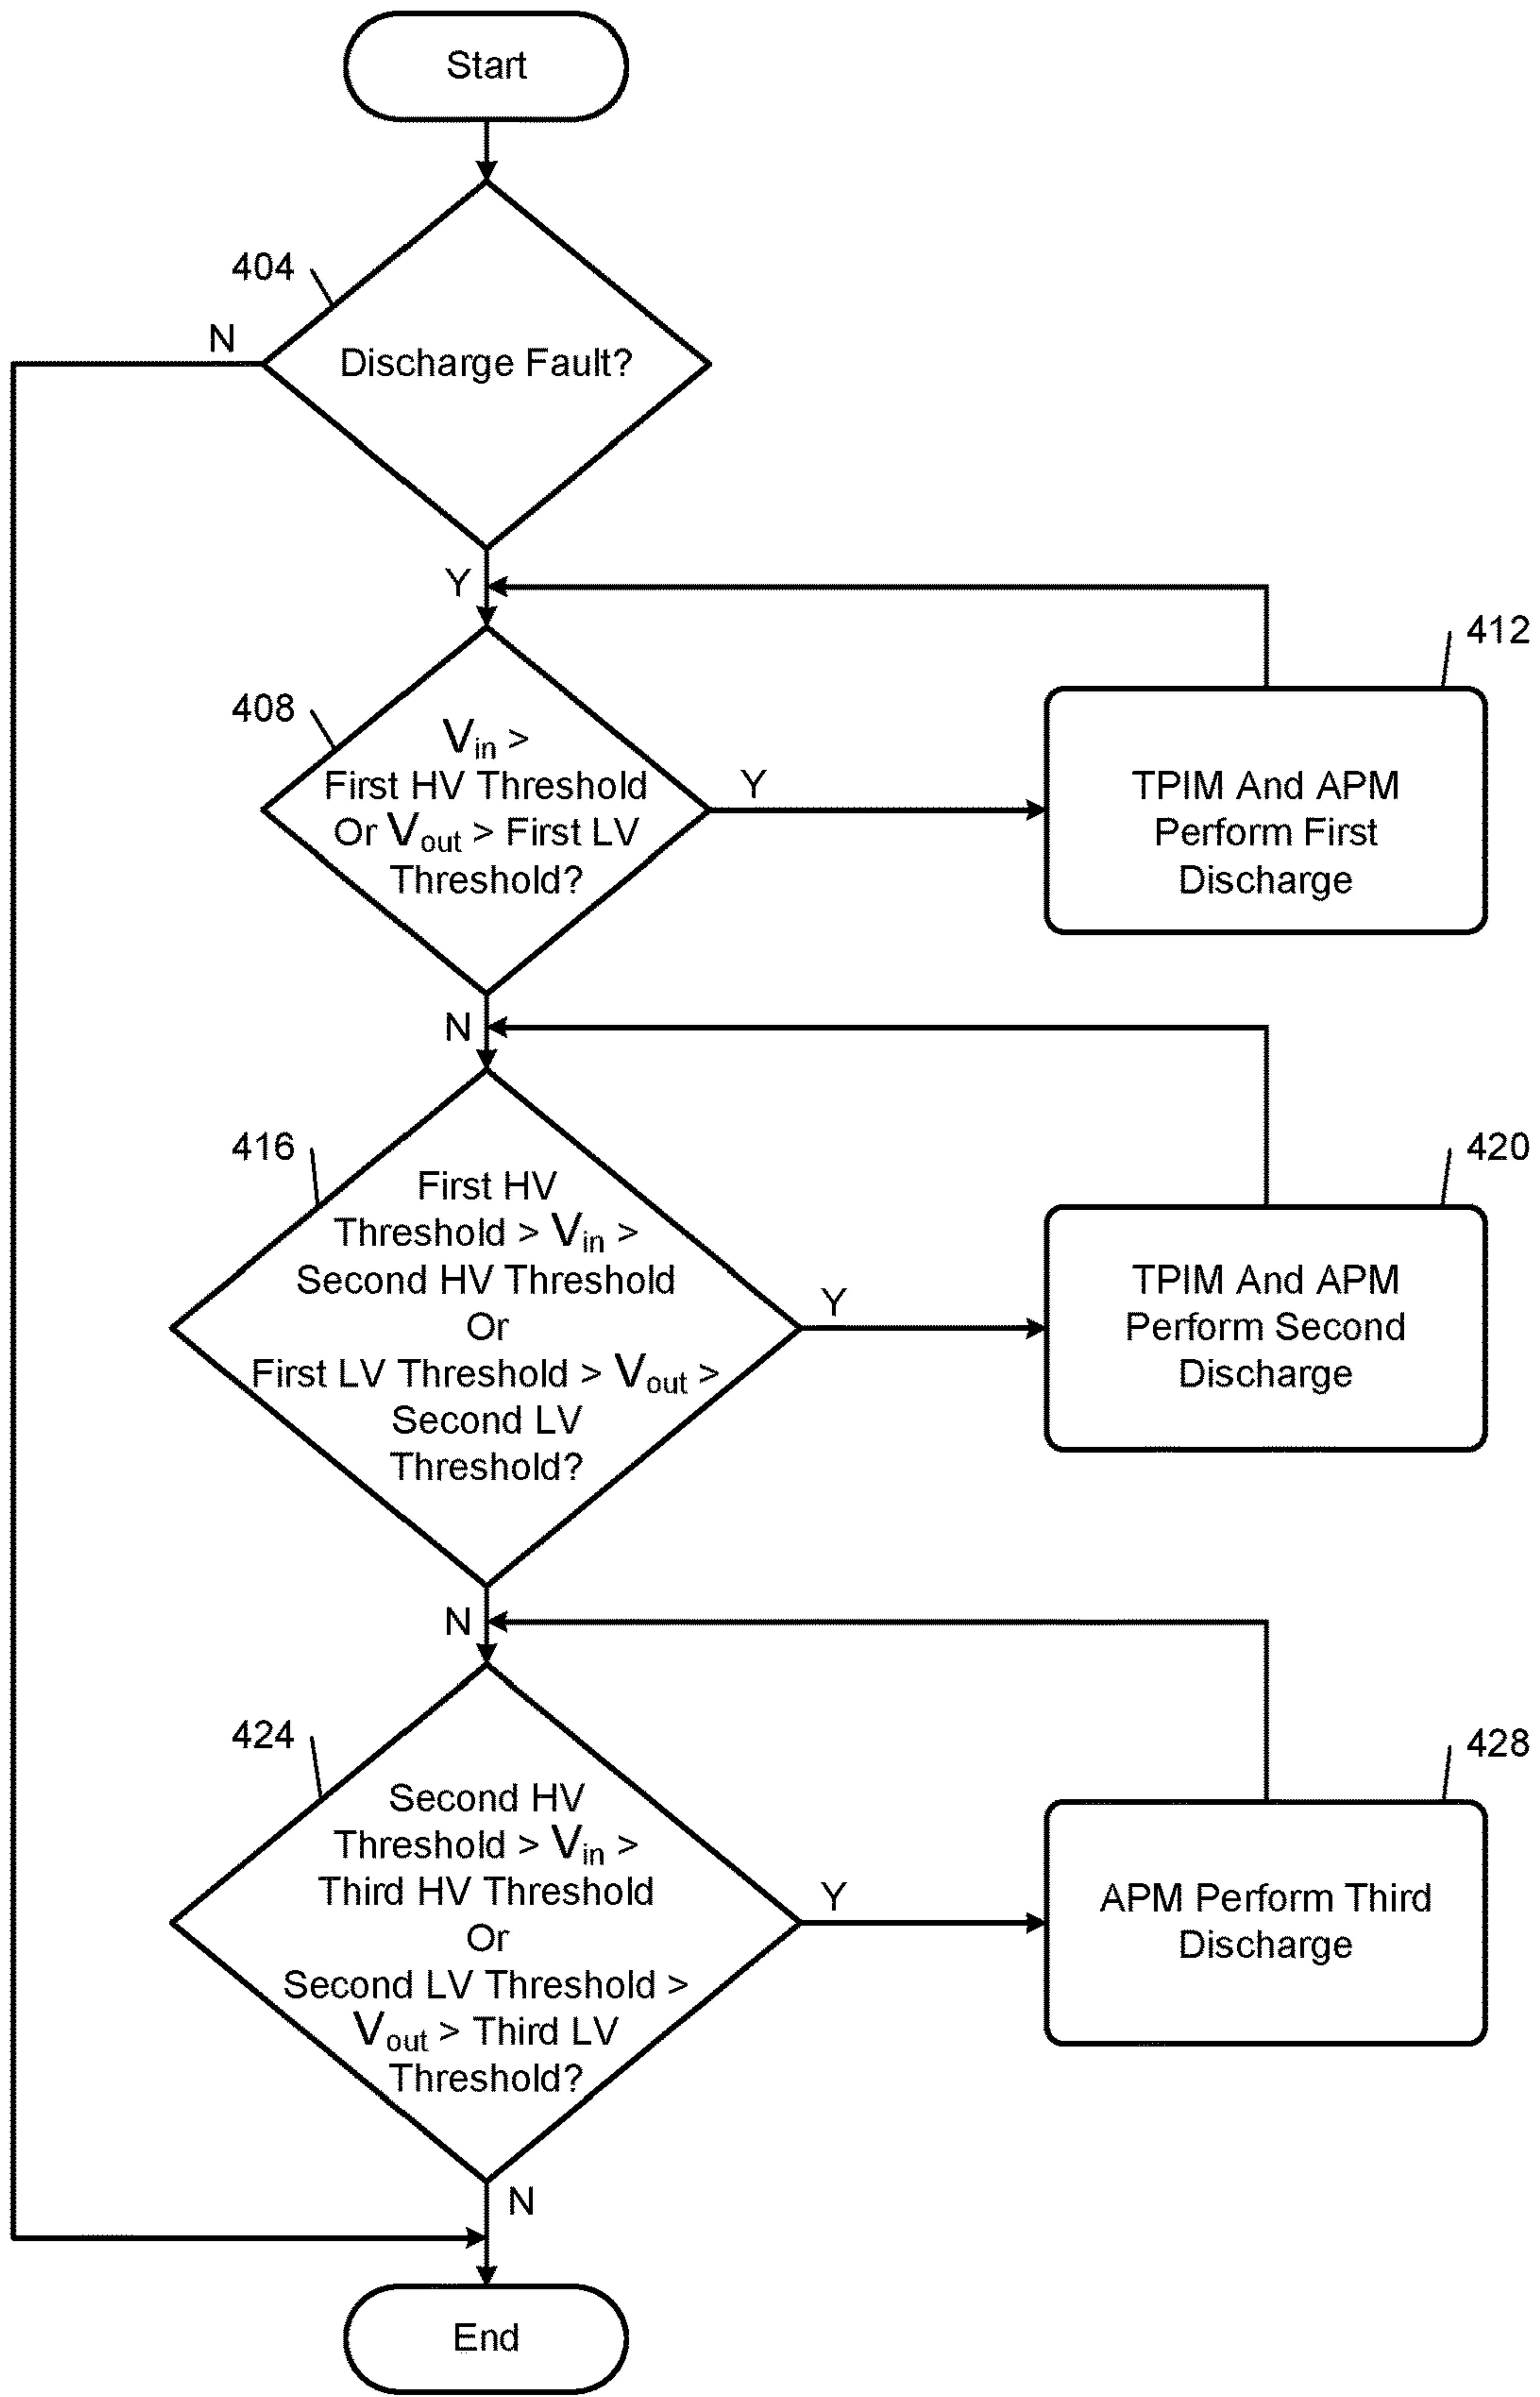 Start
404
N
Discharge Fault?
Y
412
408
Vin >
First HV Threshold
Or Vout > First LV
Threshold?
Y
TPIM And APM
Perform First
Discharge
N
416
420
First HV
Threshold > Vin >
Second HV Threshold
Or
First LV Threshold > Vout >
Second LV
Threshold?
Y
TPIM And APM
Perform Second
Discharge
N
424
428
Second HV
Threshold > Vin >
Third HV Threshold
Or
Second LV Threshold >
Vout > Third LV
Threshold?
Y
APM Perform Third
Discharge
N
End